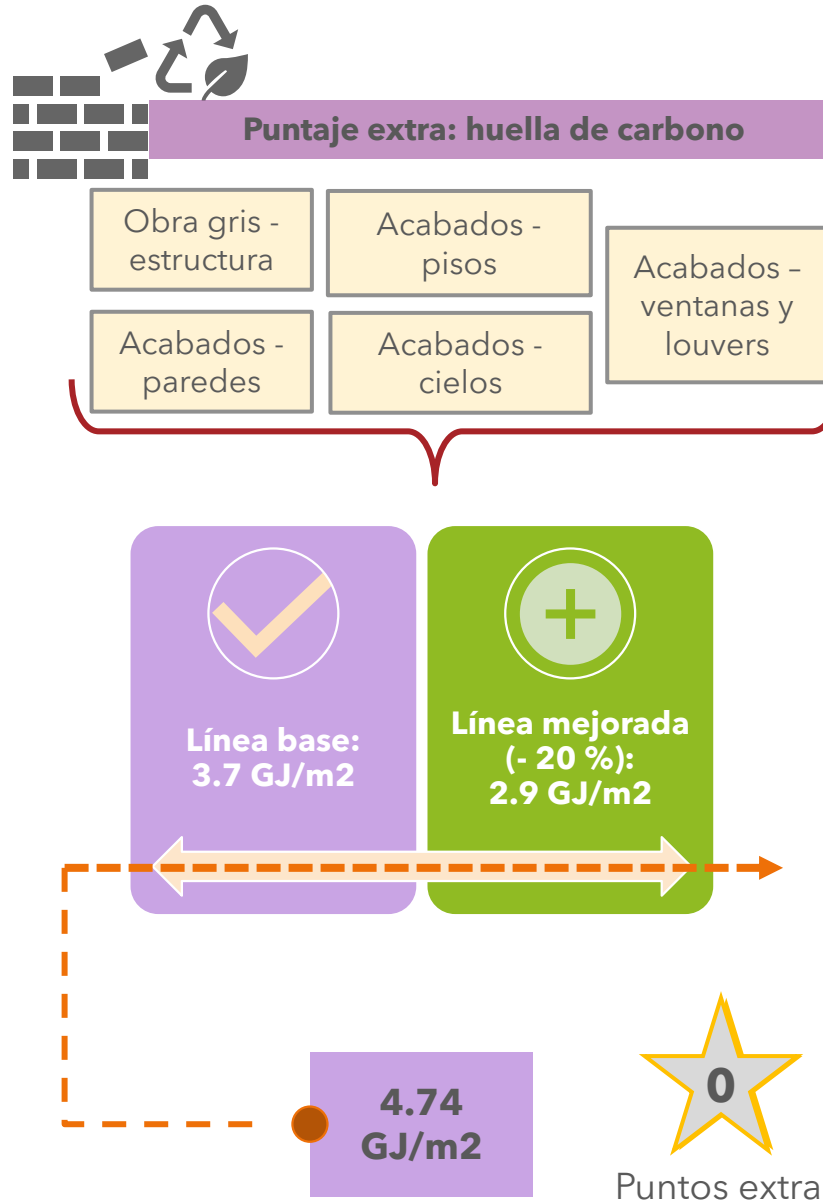 Puntaje extra: huella de carbono
Obra gris -
estructura
Acabados -
pisos
Acabados –
ventanas y
louvers
Acabados -
paredes
Acabados -
cielos
Línea base:
3.7 GJ/m2
Línea mejorada
(- 20 %):
2.9 GJ/m2
4.74
GJ/m2
0
Puntos extra